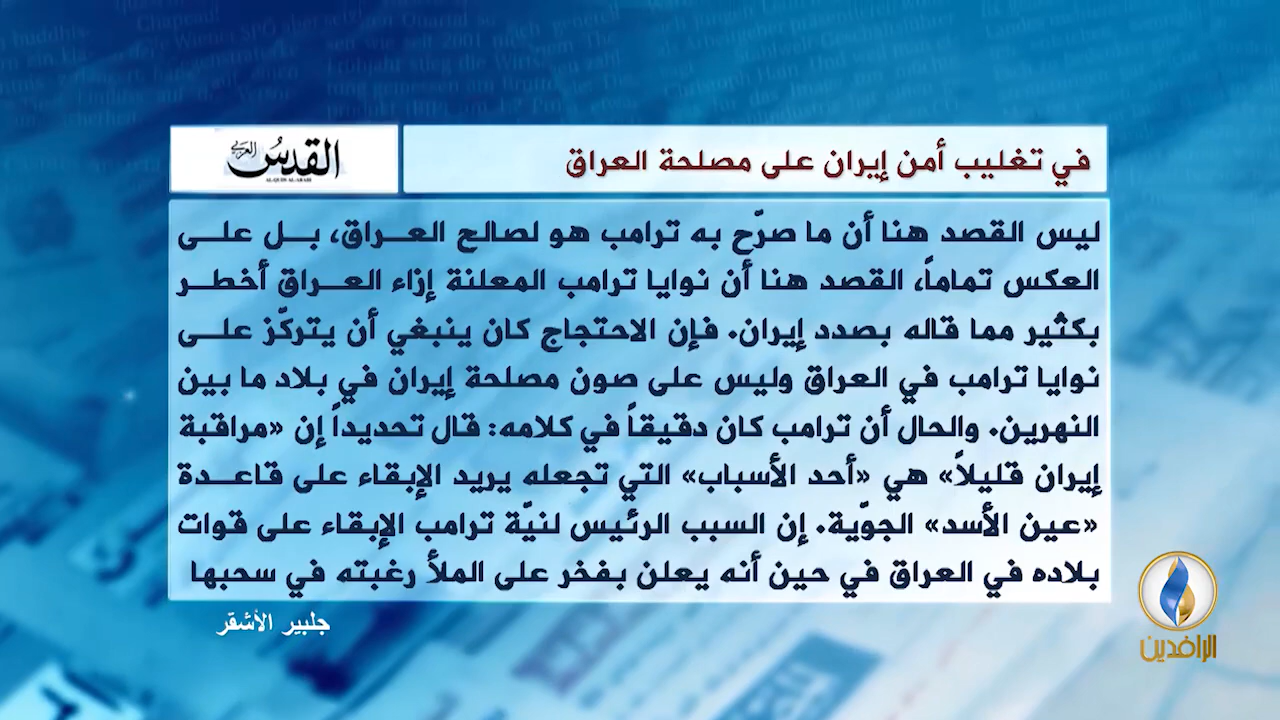 في تغليب أمن إيران على مصلحة العراق
القدس العربي
AL-QUDS AL-ARABI
ليس القصد هنا أن ما صرّح به ترامب هو لصالح العراق، بل على
العكس تماماً، القصد هنا أن نوايا ترامب المعلنة إزاء العراق أخطر
بكثير مما قاله بصدد إيران. فإن الاحتجاج كان ينبغي أن يتركّز على
نوايا ترامب في العراق وليس على صون مصلحة إيران في بلاد ما بين
النهرين. والحال أن ترامب كان دقيقاً في كلامه: قال تحديداً إن «مراقبة
إيران قليلاً» هي «أحد الأسباب» التي تجعله يريد الإبقاء على قاعدة
«عين الأسد» الجوّية. إن السبب الرئيس لنيّة ترامب الإبقاء على قوات
بلاده في العراق في حين أنه يعلن بفخر على الملأ رغبته في سحبها
جلبير الأشقر
الرافدين